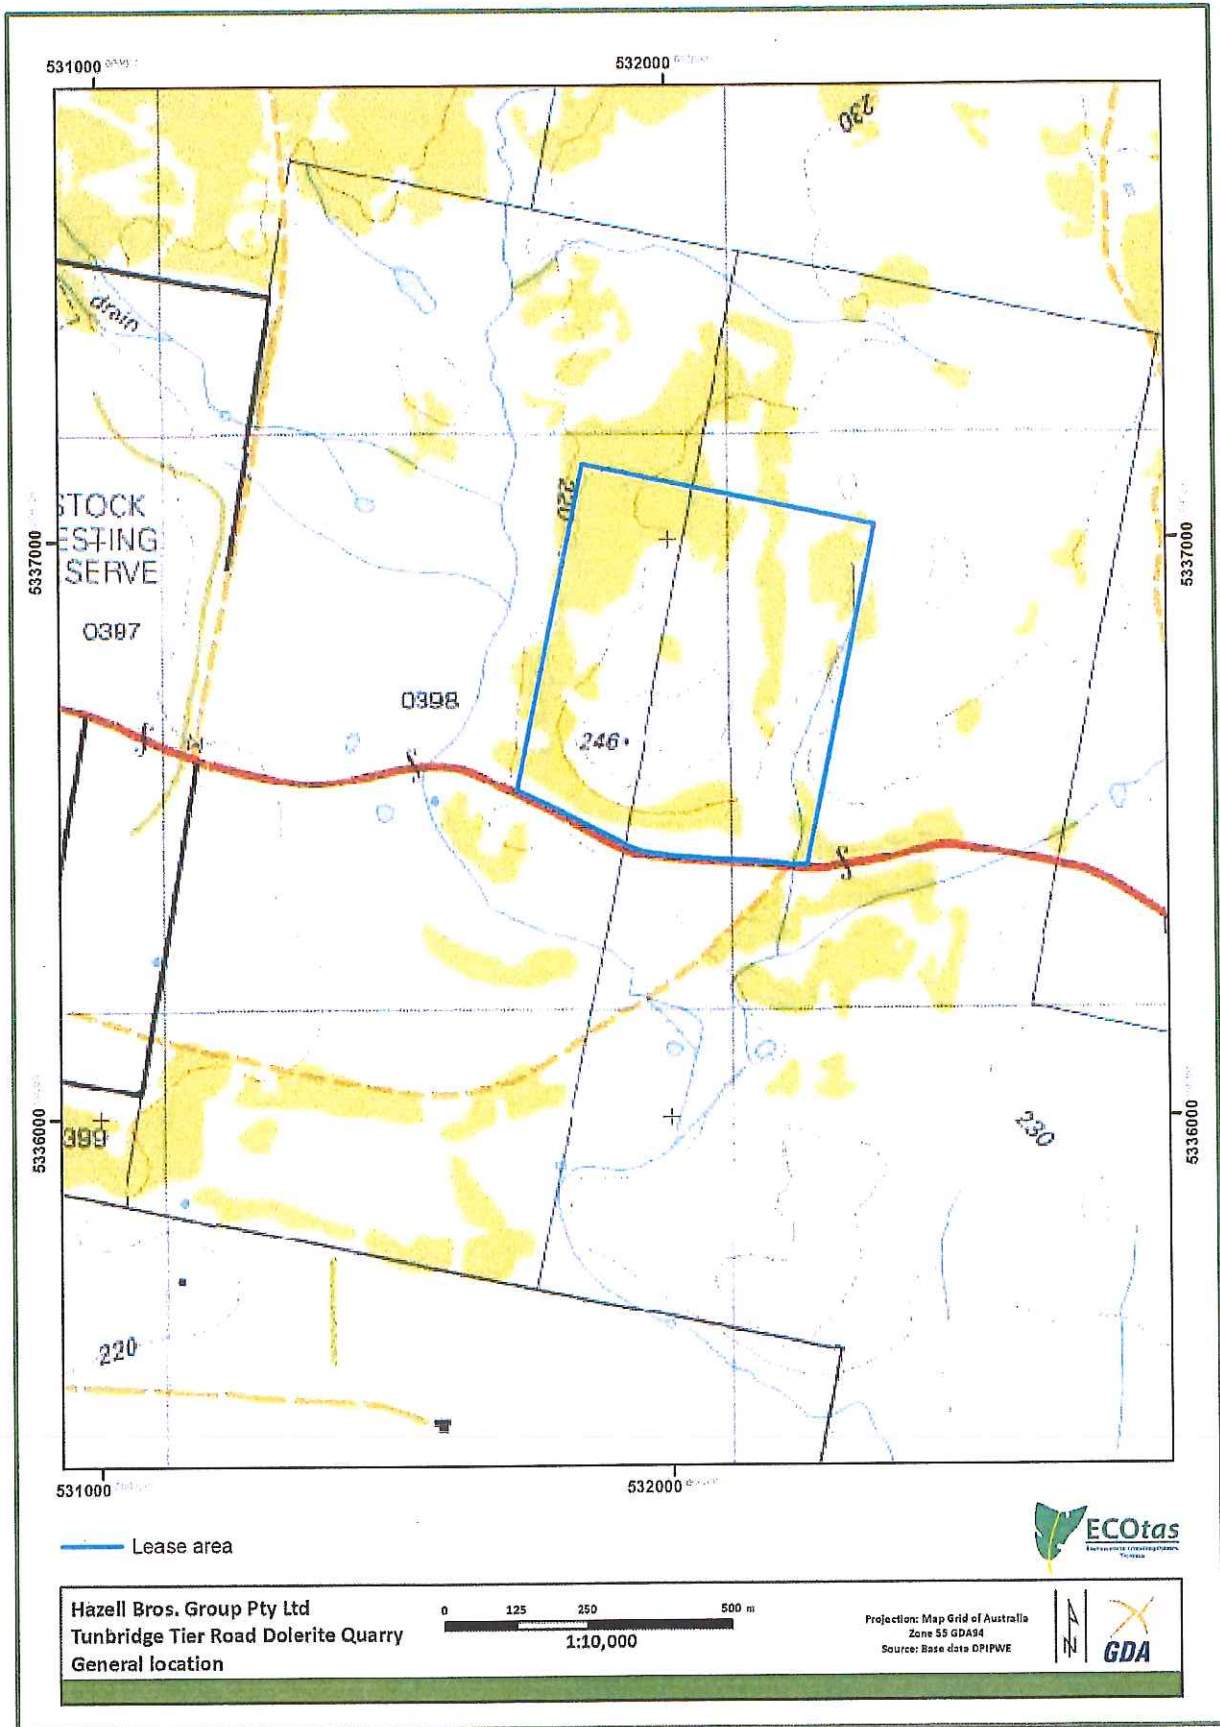 531000
532000
230
drain
STOCK
ESTING
SERVE
0397
220
5337000
5337000
0398
246
5336000
5336000
399
230
220
531000
532000
Lease area
ECOtas
Hazell Bros. Group Pty Ltd
Tunbridge Tier Road Dolerite Quarry
General location
0 125 250 500 m
1:10,000
Projection: Map Grid of Australia
Zone 55 GDA94
Source: Base data DPIPWE
N
GDA